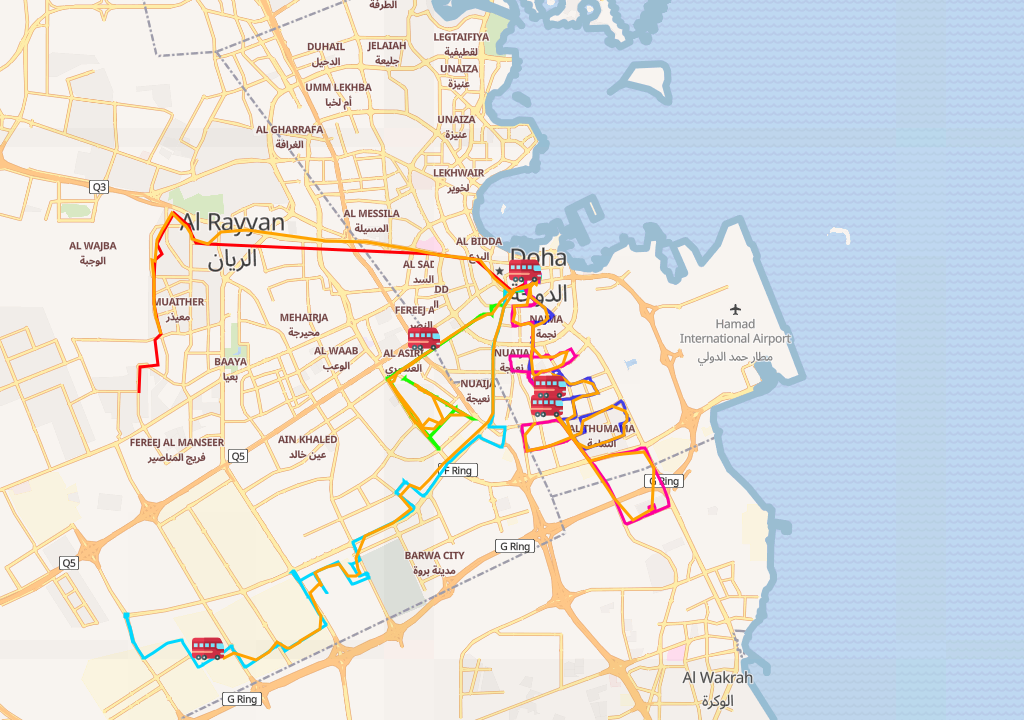 الطرفة
LEGTAIFIYA
لقطيفية
DUHAIL
الدحيل
JELAIAH
جليعة
UNAIZA
عنيزة
UMM LEKHBA
أم لخبا
UNAIZA
عنيزة
AL GHARRAFA
الغرافة
LEKHWAIR
لخوير
Q3
AL MESSILA
المسيلة
Al Rayyan
الريان
AL WAJBA
الوجبة
AL BIDDA
البدع
Doha
الدوحة
AL SAD
السد
DD
ال
MUAITHER
معيذر
MEHAIRJA
محيرجة
FEREEJ A
النصر
NAJMA
نجمة
Hamad
International Airport
مطار حمد الدولي
AL WAAB
الوعب
AL ASIRI
العسيري
NUAIJA
نعيجة
BAAYA
بعيا
NUAIJA
نعيجة
AL THUMAMA
الثمامة
FEREEJ AL MANSEER
فريج المناصير
AIN KHALED
عين خالد
Q5
F Ring
G Ring
G Ring
BARWA CITY
مدينة بروة
Q5
Al Wakrah
الوكرة
G Ring